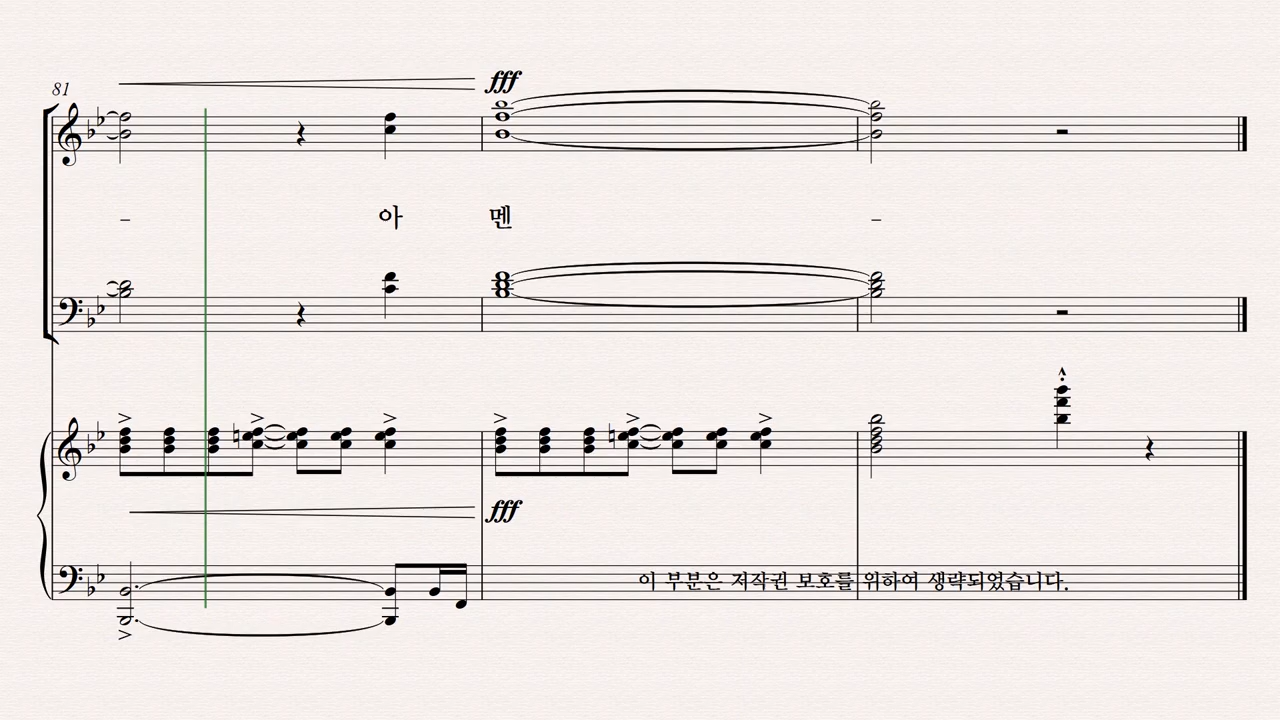 81
fff
– 아 멘 –
fff
이 부분은 저작권 보호를 위하여 생략되었습니다.